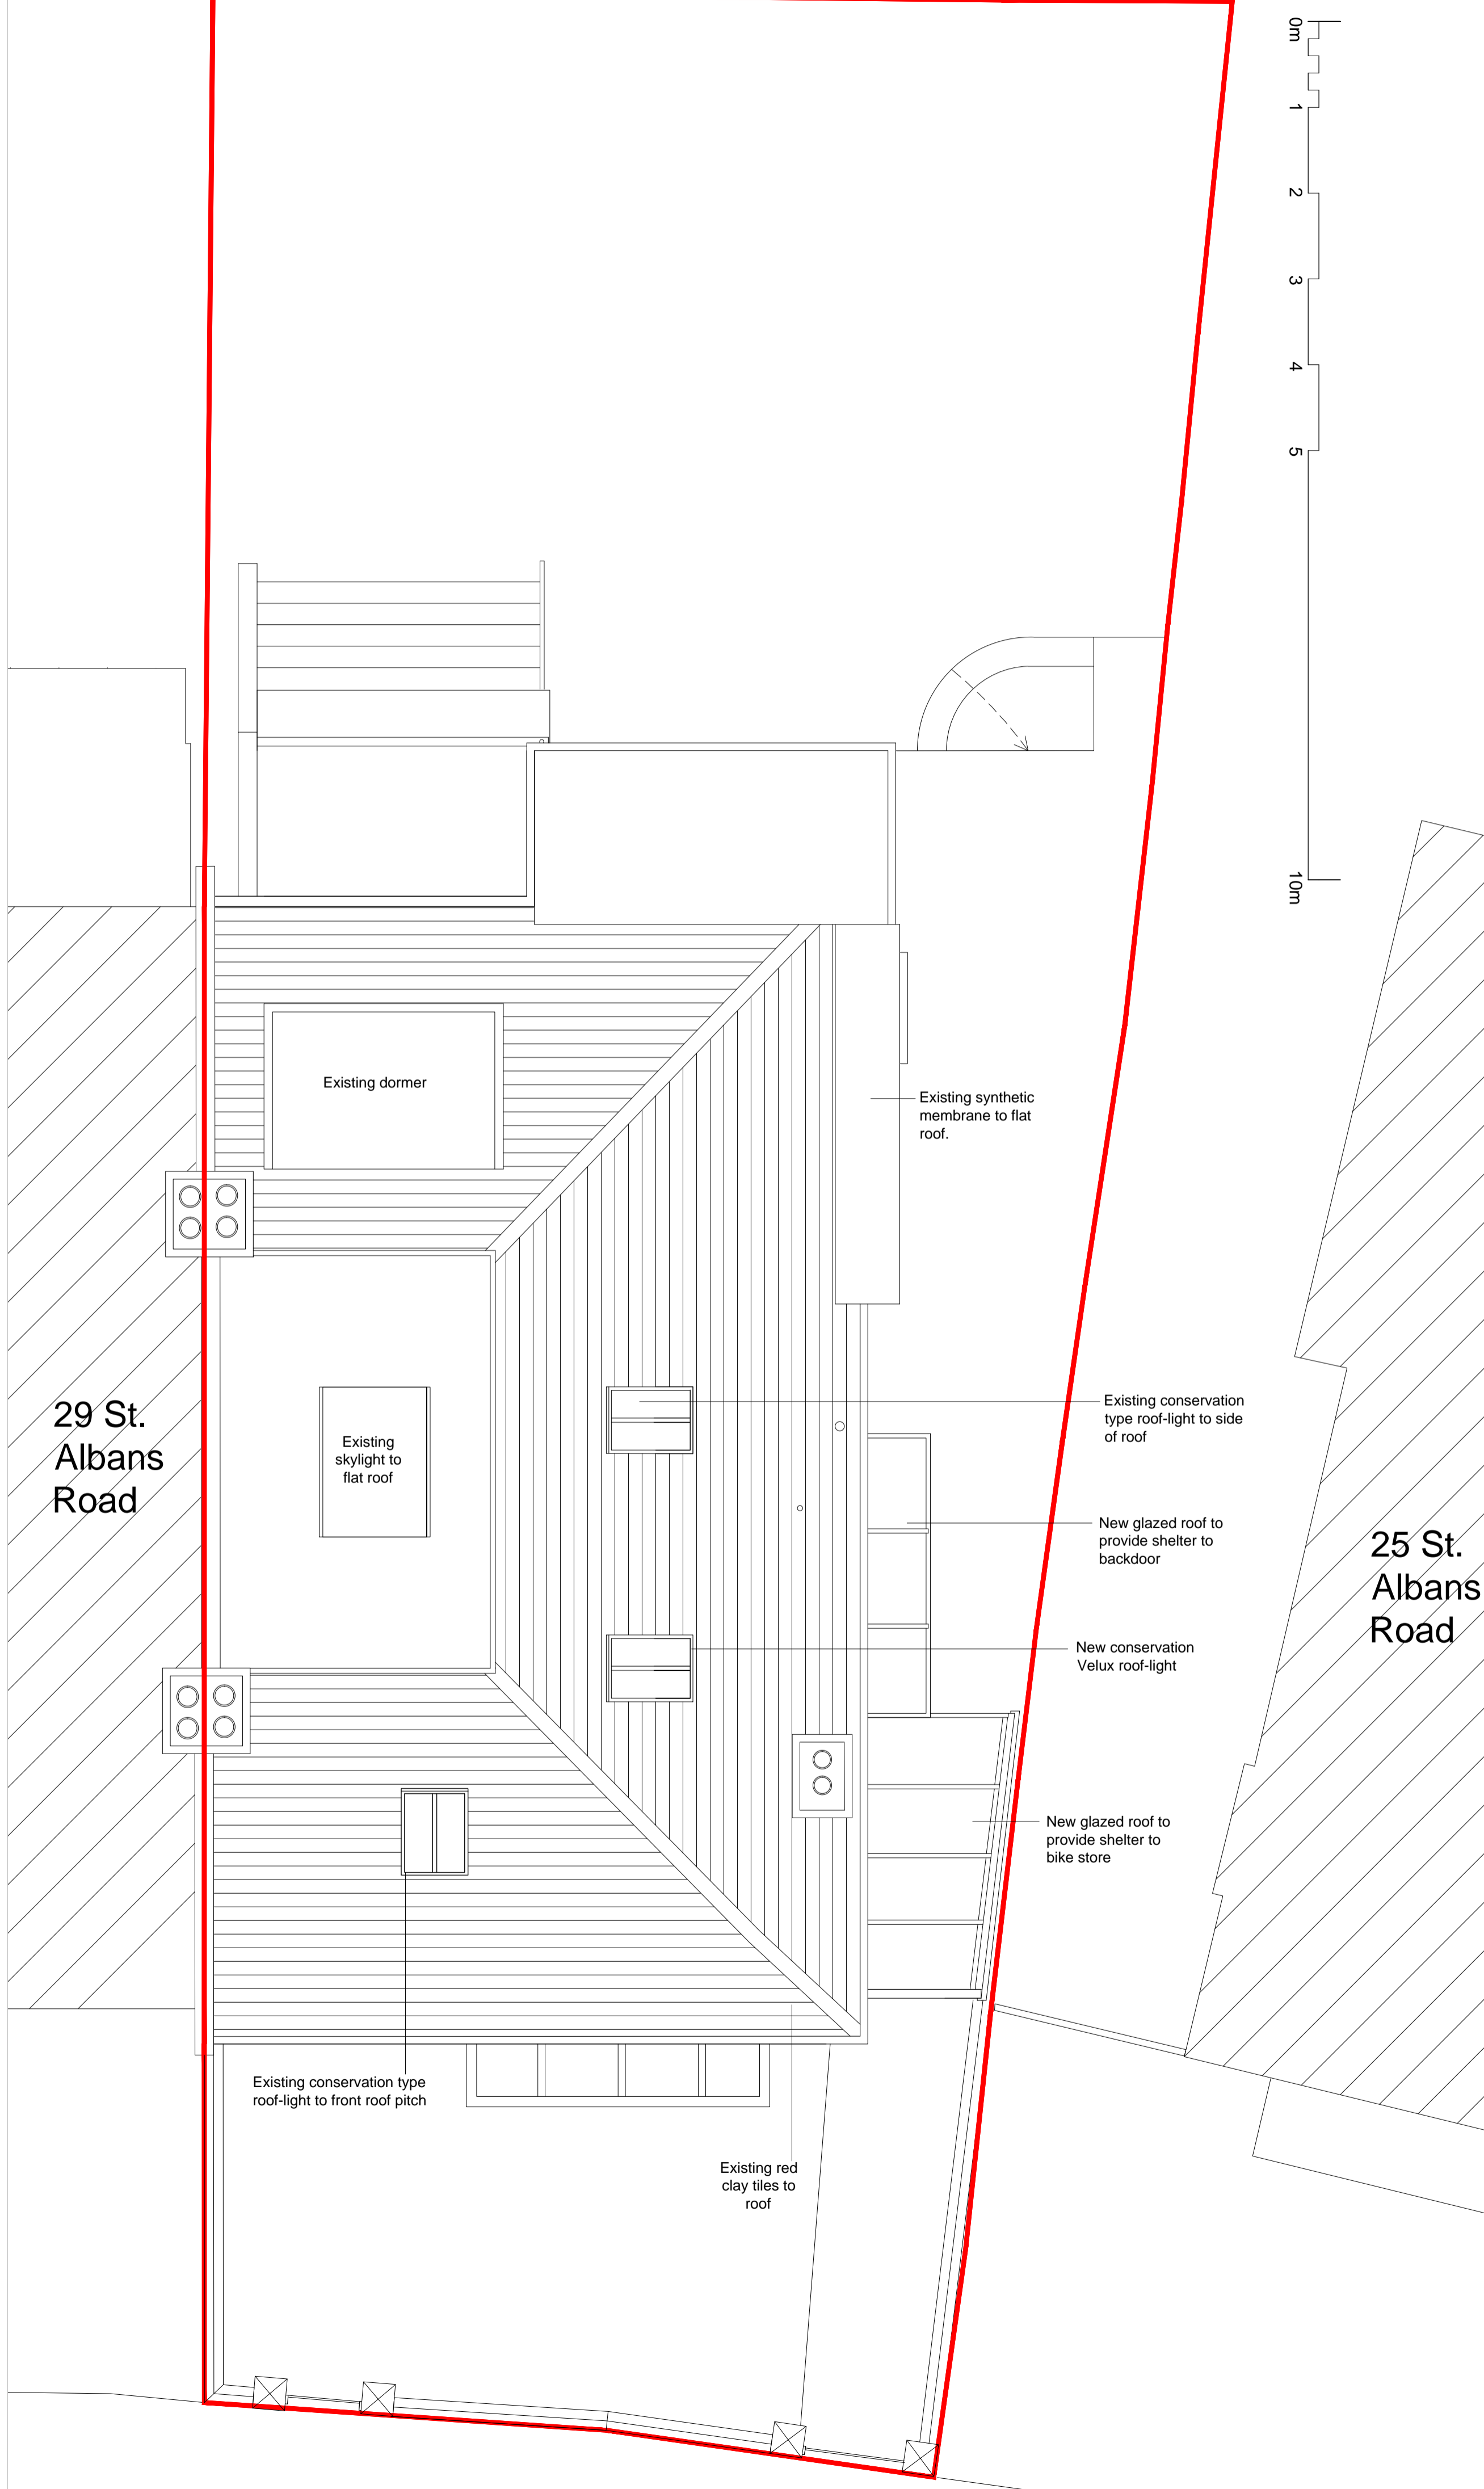 0m
1
2
3
4
5
10m
Existing dormer
Existing synthetic
membrane to flat
roof.
29 St.
Albans
Road
Existing
skylight to
flat roof
Existing conservation
type roof-light to side
of roof
New glazed roof to
provide shelter to
backdoor
25 St.
Albans
Road
New conservation
Velux roof-light
New glazed roof to
provide shelter to
bike store
Existing conservation type
roof-light to front roof pitch
Existing red
clay tiles to
roof